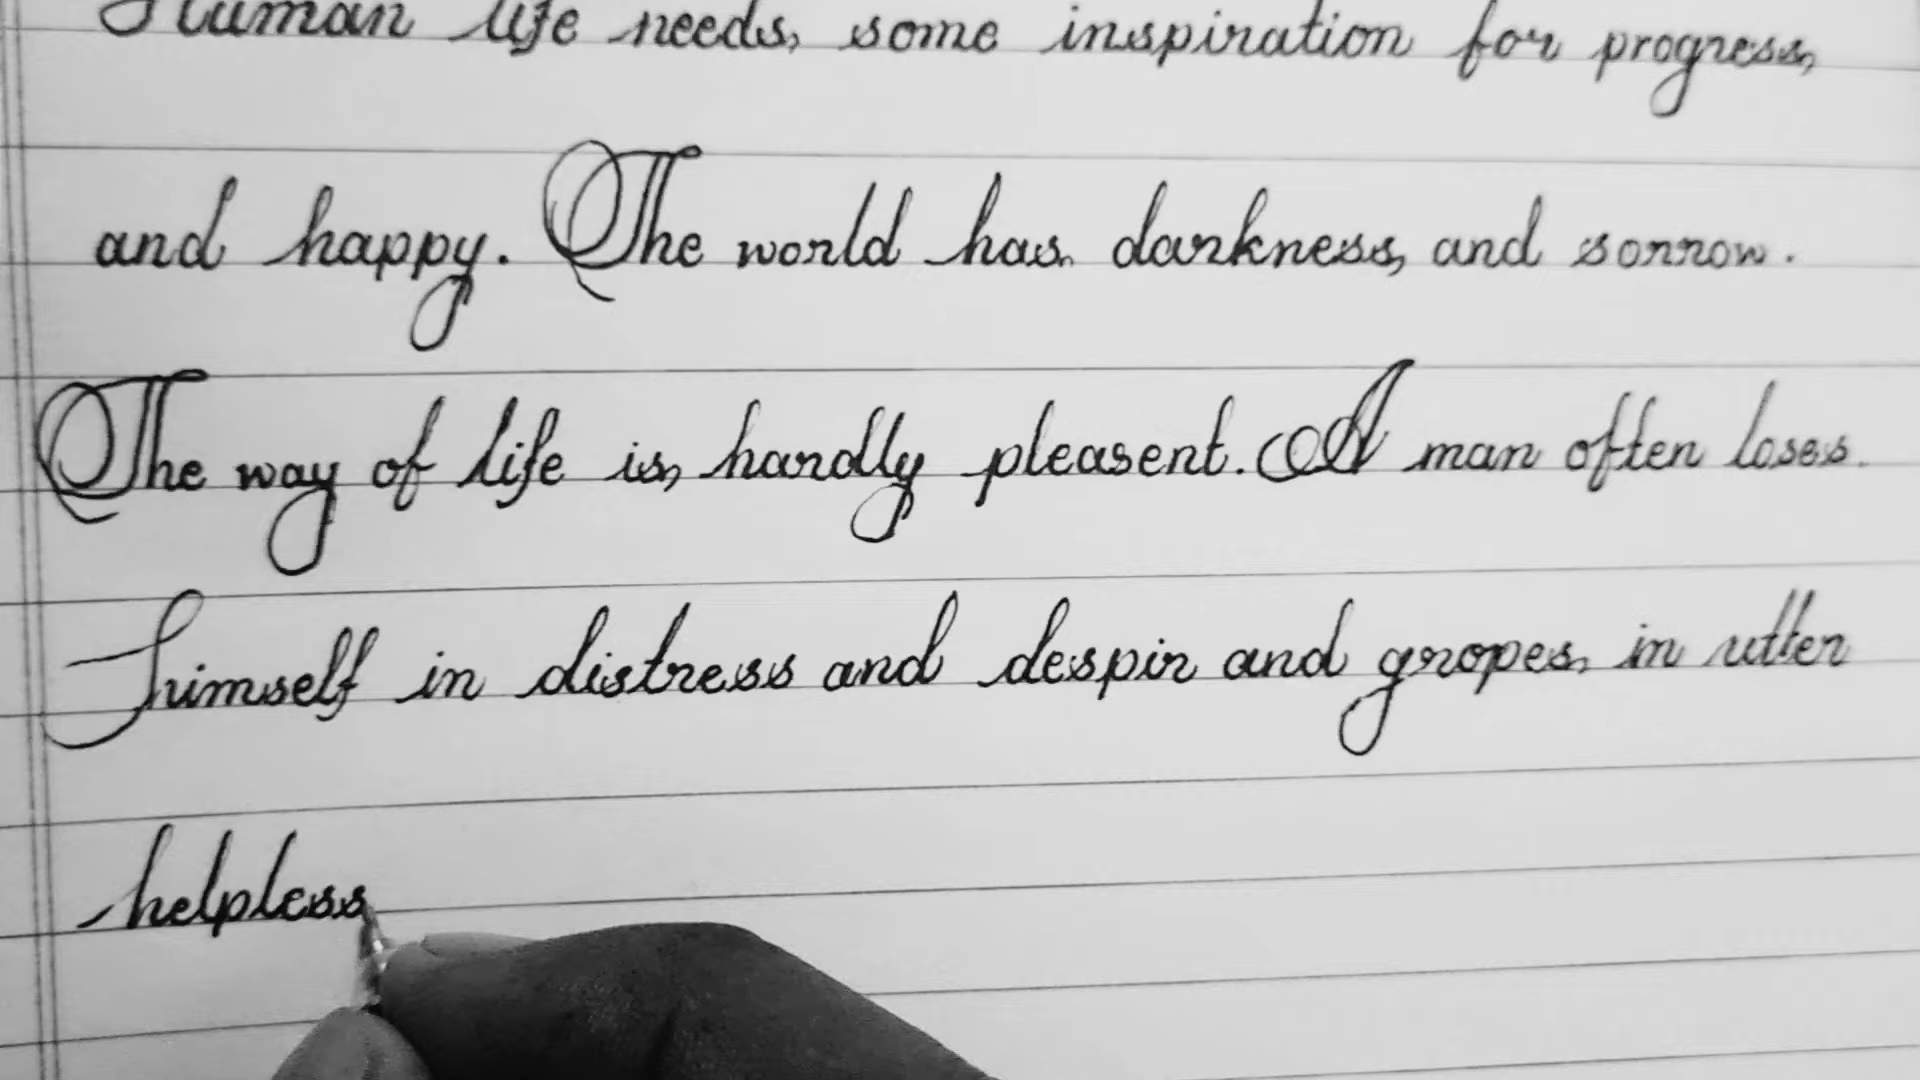 Human life needs some inspiration for progress
and happy. The world has darkness and sorrow.
The way of life is hardly pleasent. A man often loses
himself in distress and despir and gropes in utter
helpless